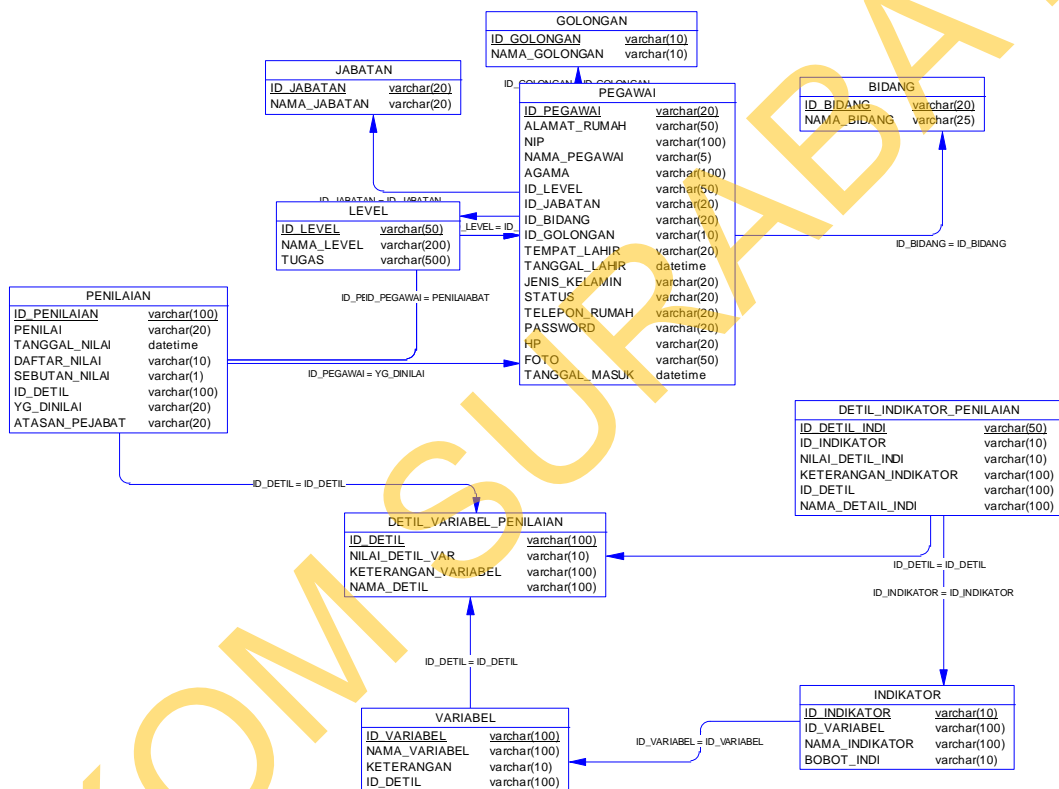 GOLONGAN
ID_GOLONGAN varchar(10)
NAMA_GOLONGAN varchar(10)
JABATAN
ID_JABATAN varchar(20)
NAMA_JABATAN varchar(20)
PEGAWAI
ID_PEGAWAI varchar(20)
ALAMAT_RUMAH varchar(50)
NIP varchar(100)
NAMA_PEGAWAI varchar(5)
AGAMA varchar(100)
ID_LEVEL varchar(50)
ID_JABATAN varchar(20)
ID_BIDANG varchar(20)
ID_GOLONGAN varchar(10)
TEMPAT_LAHIR varchar(20)
TANGGAL_LAHIR datetime
JENIS_KELAMIN varchar(20)
STATUS varchar(20)
TELEPON_RUMAH varchar(20)
PASSWORD varchar(20)
HP varchar(20)
FOTO varchar(50)
TANGGAL_MASUK datetime
BIDANG
ID_BIDANG varchar(20)
NAMA_BIDANG varchar(25)
ID_BIDANG = ID_BIDANG
ID_JABATAN = ID_JABATAN
LEVEL
ID_LEVEL varchar(50)
NAMA_LEVEL varchar(200)
TUGAS varchar(500)
_LEVEL = ID_
ID_PEID_PEGAWAI = PENILAIABAT
PENILAIAN
ID_PENILAIAN varchar(100)
PENILAI varchar(20)
TANGGAL_NILAI datetime
DAFTAR_NILAI varchar(10)
SEBUTAN_NILAI varchar(1)
ID_DETIL varchar(100)
YG_DINILAI varchar(20)
ATASAN_PEJABAT varchar(20)
ID_PEGAWAI = YG_DINILAI
DETIL_INDIKATOR_PENILAIAN
ID_DETIL_INDI varchar(50)
ID_INDIKATOR varchar(10)
NILAI_DETIL_INDI varchar(10)
KETERANGAN_INDIKATOR varchar(100)
ID_DETIL varchar(100)
NAMA_DETAIL_INDI varchar(100)
ID_DETIL = ID_DETIL
DETIL_VARIABEL_PENILAIAN
ID_DETIL varchar(100)
NILAI_DETIL_VAR varchar(10)
KETERANGAN_VARIABEL varchar(100)
NAMA_DETIL varchar(100)
ID_DETIL = ID_DETIL
ID_INDIKATOR = ID_INDIKATOR
ID_DETIL = ID_DETIL
VARIABEL
ID_VARIABEL varchar(100)
NAMA_VARIABEL varchar(100)
KETERANGAN varchar(10)
ID_DETIL varchar(100)
ID_VARIABEL = ID_VARIABEL
INDIKATOR
ID_INDIKATOR varchar(10)
ID_VARIABEL varchar(100)
NAMA_INDIKATOR varchar(100)
BOBOT_INDI varchar(10)
OM SURABA